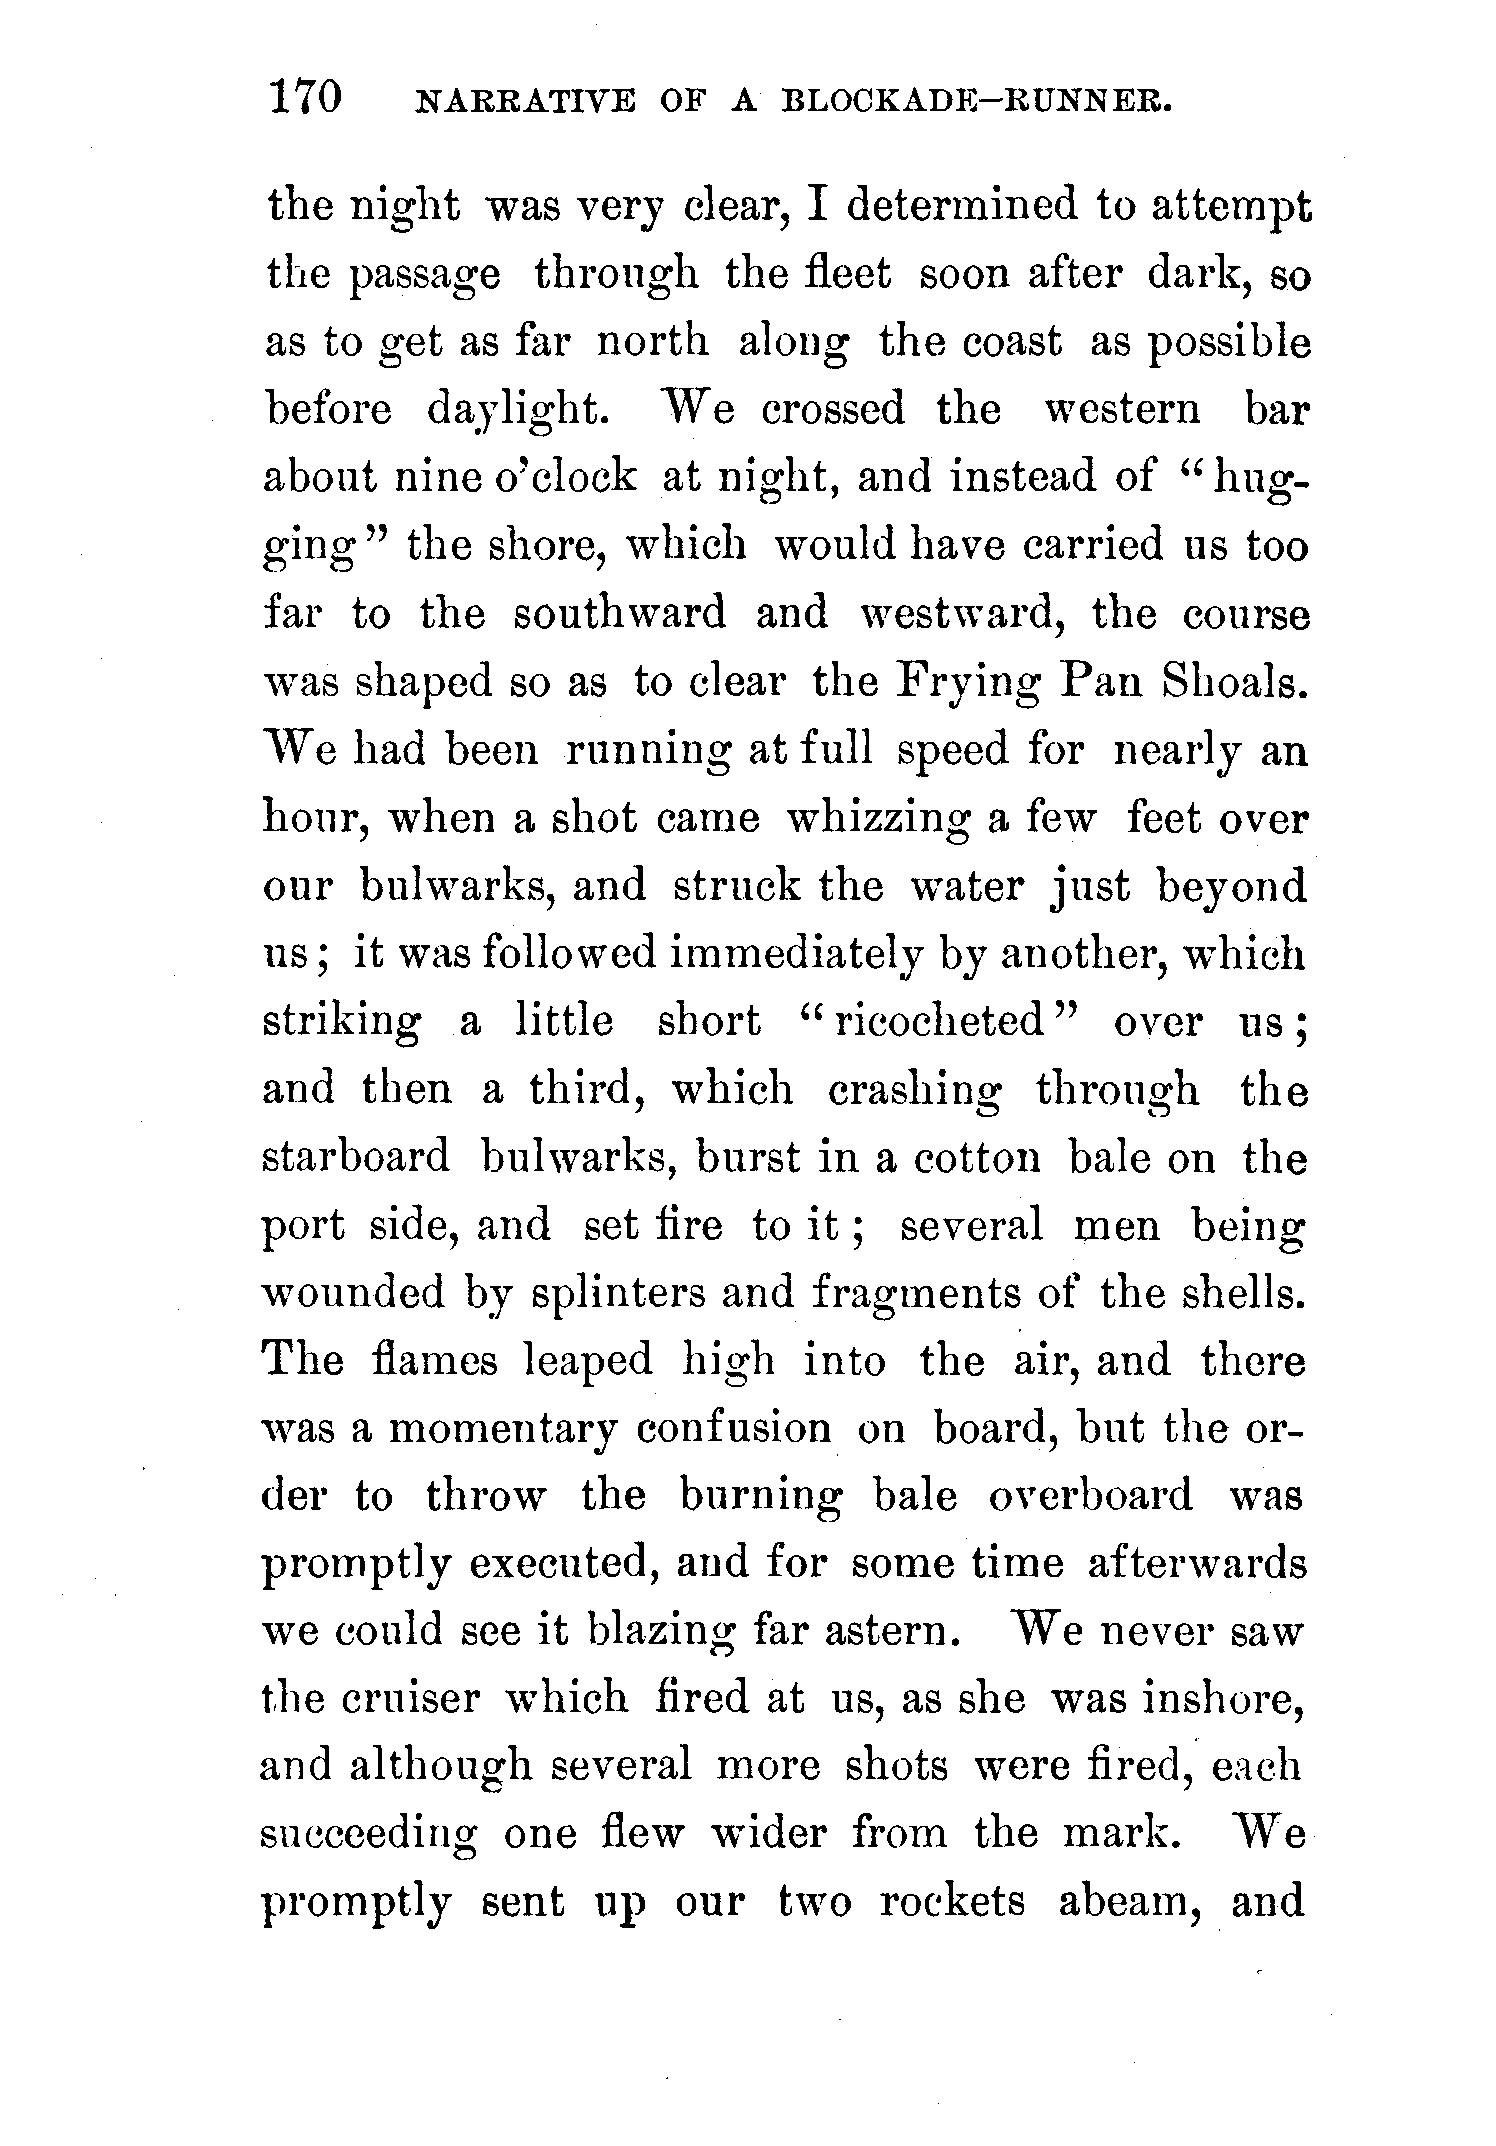 170 NARRATIVE OF A BLOCKADE-RUNNER.
the night was very clear, I determined to attempt
the passage through the fleet soon after dark, so
as to get as far north along the coast as possible
before daylight. We crossed the western bar
about nine o'clock at night, and instead of “ hug-
ging ” the shore, which would have carried us too
far to the southward and westward, the course
was shaped so as to clear the Frying Pan Shoals.
We had been running at full speed for nearly an
hour, when a shot came whizzing a few feet over
our bulwarks, and struck the water just beyond
us ; it was followed immediately by another, which
striking a little short “ ricocheted ” over us ;
and then a third, which crashing through the
starboard bulwarks, burst in a cotton bale on the
port side, and set fire to it ; several men being
wounded by splinters and fragments of the shells.
The flames leaped high into the air, and there
was a momentary confusion on board, but the or-
der to throw the burning bale overboard was
promptly executed, and for some time afterwards
we could see it blazing far astern. We never saw
the cruiser which fired at us, as she was inshore,
and although several more shots were fired, each
succeeding one flew wider from the mark. We
promptly sent up our two rockets abeam, and